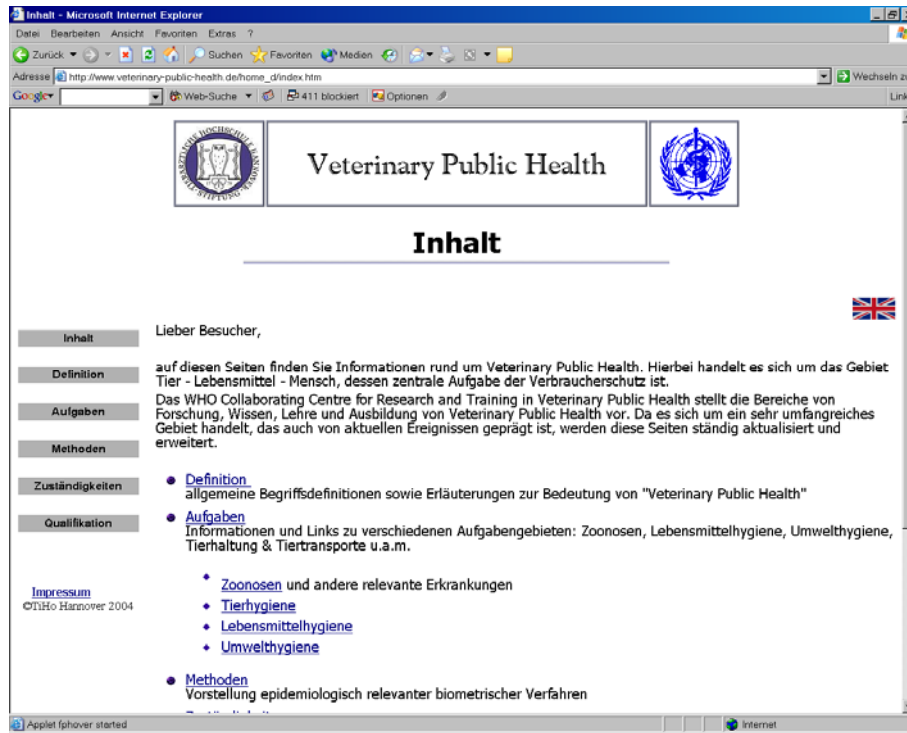 Inhalt - Microsoft Internet Explorer
Datei Bearbeiten Ansicht Favoriten Extras ?
Zurück Suchen Favoriten Medien
Adresse http://www.veterinary-public-health.de/home_d/index.htm Wechseln z
Google Web-Suche 411 blockiert Optionen Link
TIERÄRZTLICHE HOCHSCHULE HANNOVER STIFTUNG
Veterinary Public Health
Inhalt
Inhalt
Definition
Aufgaben
Methoden
Zuständigkeiten
Qualifikation
Impressum
©TiHo Hannover 2004
Lieber Besucher,
auf diesen Seiten finden Sie Informationen rund um Veterinary Public Health. Hierbei handelt es sich um das Gebiet
Tier - Lebensmittel - Mensch, dessen zentrale Aufgabe der Verbraucherschutz ist.
Das WHO Collaborating Centre for Research and Training in Veterinary Public Health stellt die Bereiche von
Forschung, Wissen, Lehre und Ausbildung von Veterinary Public Health vor. Da es sich um ein sehr umfangreiches
Gebiet handelt, das auch von aktuellen Ereignissen geprägt ist, werden diese Seiten ständig aktualisiert und
erweitert.
Definition
allgemeine Begriffsdefinitionen sowie Erläuterungen zur Bedeutung von "Veterinary Public Health"
Aufgaben
Informationen und Links zu verschiedenen Aufgabengebieten: Zoonosen, Lebensmittelhygiene, Umwelthygiene,
Tierhaltung & Tiertransporte u.a.m.
Zoonosen und andere relevante Erkrankungen
Tierhygiene
Lebensmittelhygiene
Umwelthygiene
Methoden
Vorstellung epidemiologisch relevanter biometrischer Verfahren
Applet fphover started Internet